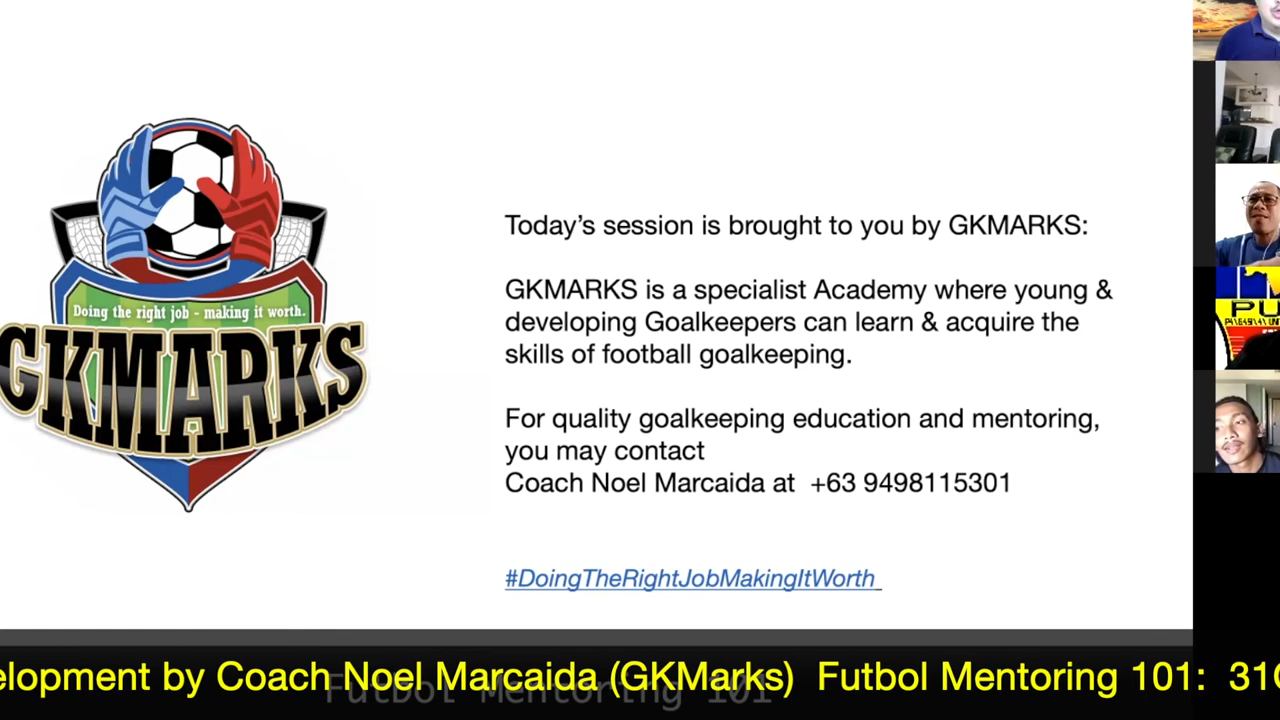 Doing the right job - making it worth.
GKMARKS
Today's session is brought to you by GKMARKS:
GKMARKS is a specialist Academy where young &
developing Goalkeepers can learn & acquire the
skills of football goalkeeping.
For quality goalkeeping education and mentoring,
you may contact
Coach Noel Marcaida at +63 9498115301
#DoingTheRightJobMakingItWorth
PU
elopment by Coach Noel Marcaida (GKMarks) Futbol Mentoring 101: 310
Futbol Mentoring 101